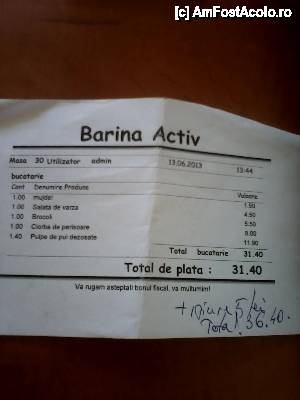 [c] AmFostAcolo.ro
Barina Activ
Masa 30 Utilizator admin 13.06.2013 13:44
bucatarie
Cant Denumire Produs Valoare
1.00 mujdei 1.50
1.00 Salata de varza 4.50
1.00 Brocoli 5.50
1.00 Ciorba de perisoare 8.00
1.40 Pulpe de pui dezosate 11.90
Total bucatarie 31.40
Total de plata : 31.40
Va rugam asteptati bonul fiscal, va multumim!
+ pâine 5 lei
Total 36.40.